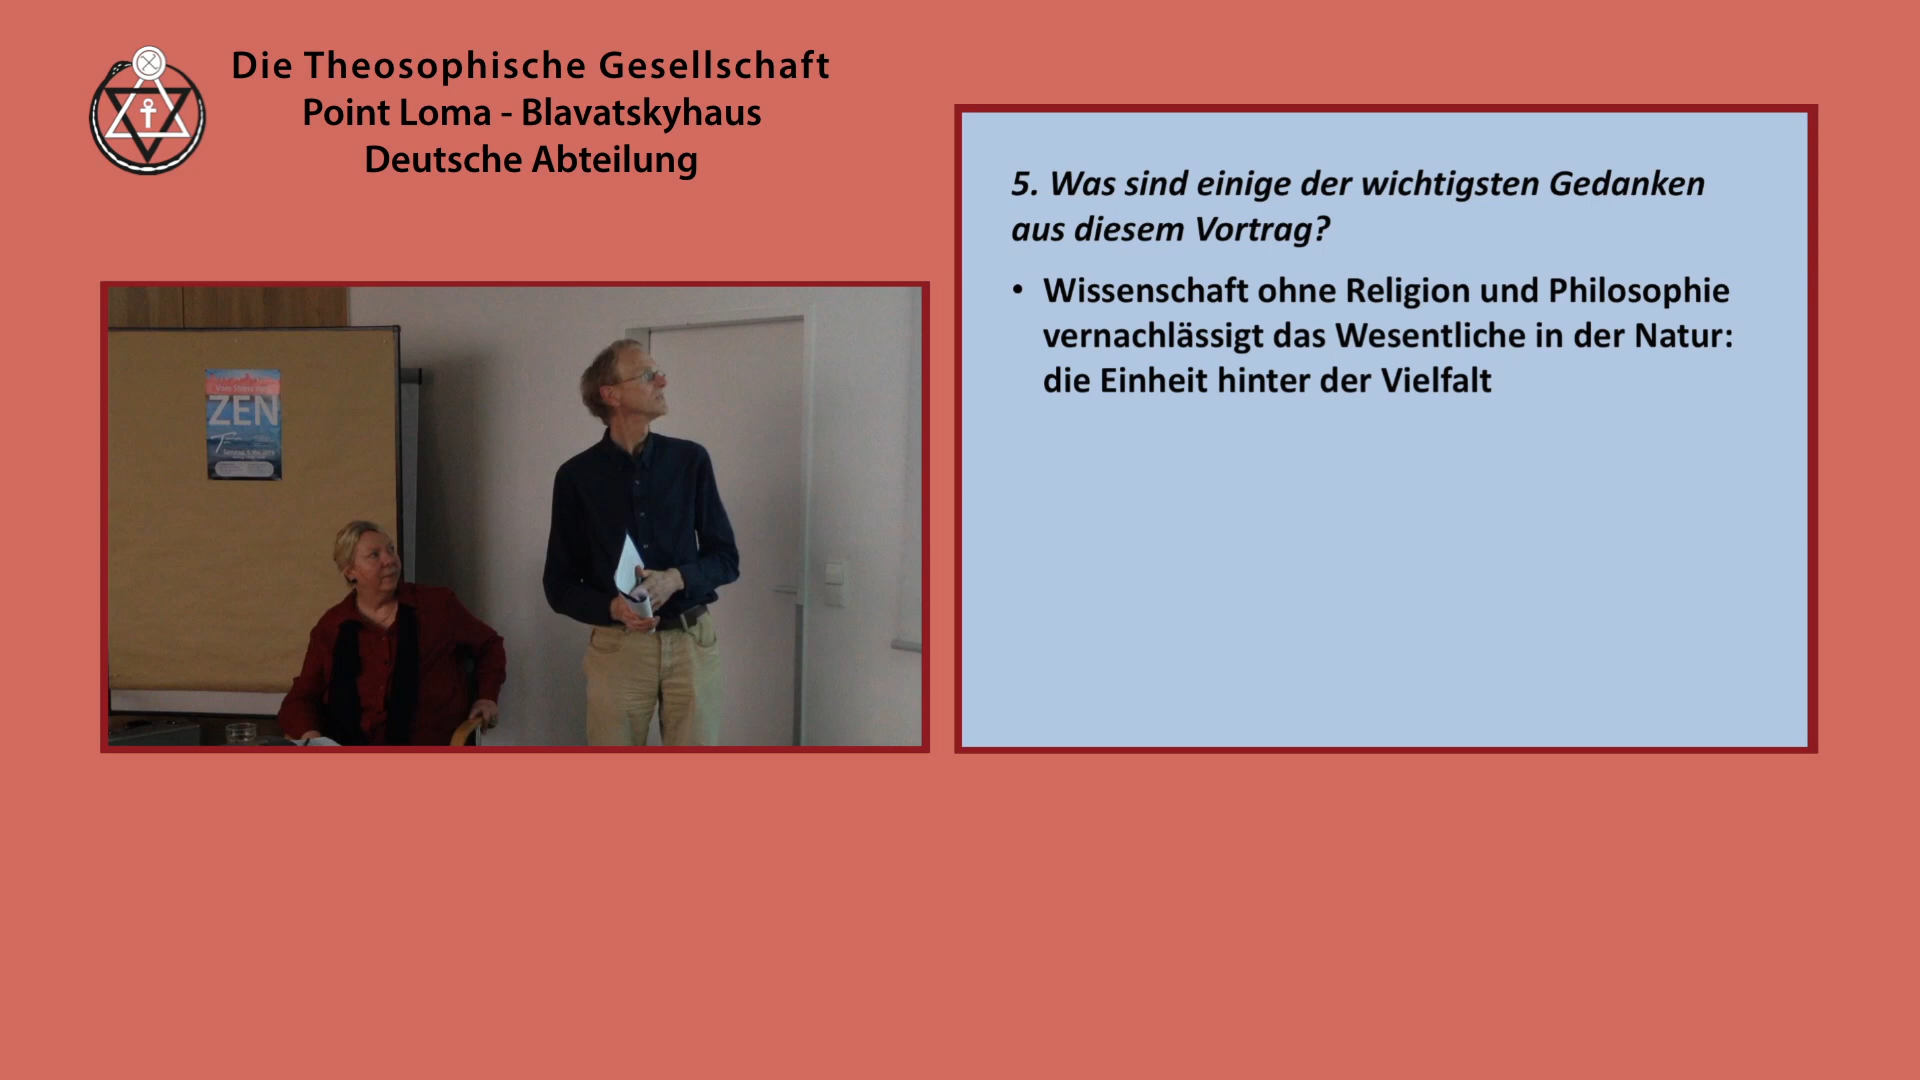 Die Theosophische Gesellschaft
Point Loma - Blavatskyhaus
Deutsche Abteilung
5. Was sind einige der wichtigsten Gedanken
aus diesem Vortrag?
• Wissenschaft ohne Religion und Philosophie
vernachlässigt das Wesentliche in der Natur:
die Einheit hinter der Vielfalt
ZEN